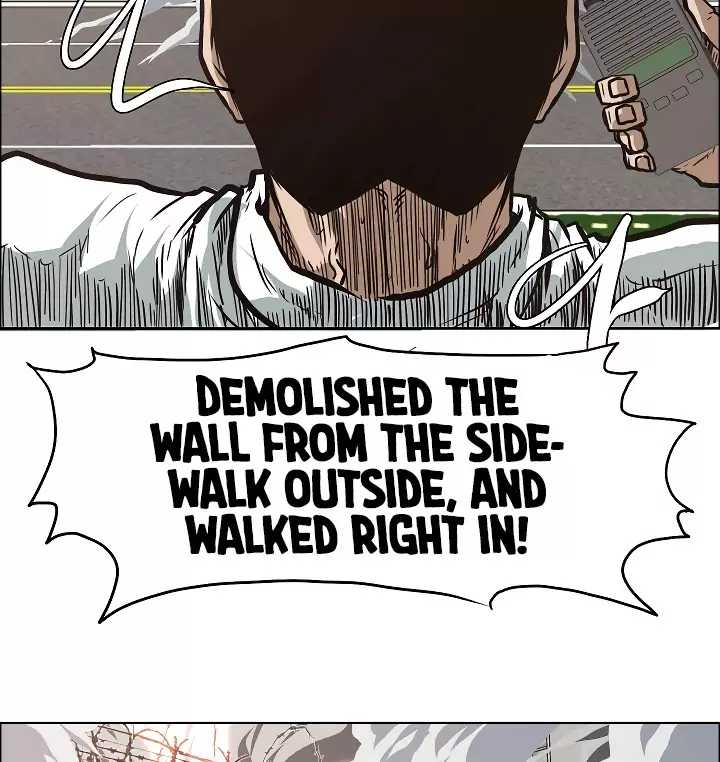 DEMOLISHED THE
WALL FROM THE SIDE-
WALK OUTSIDE, AND
WALKED RIGHT IN!